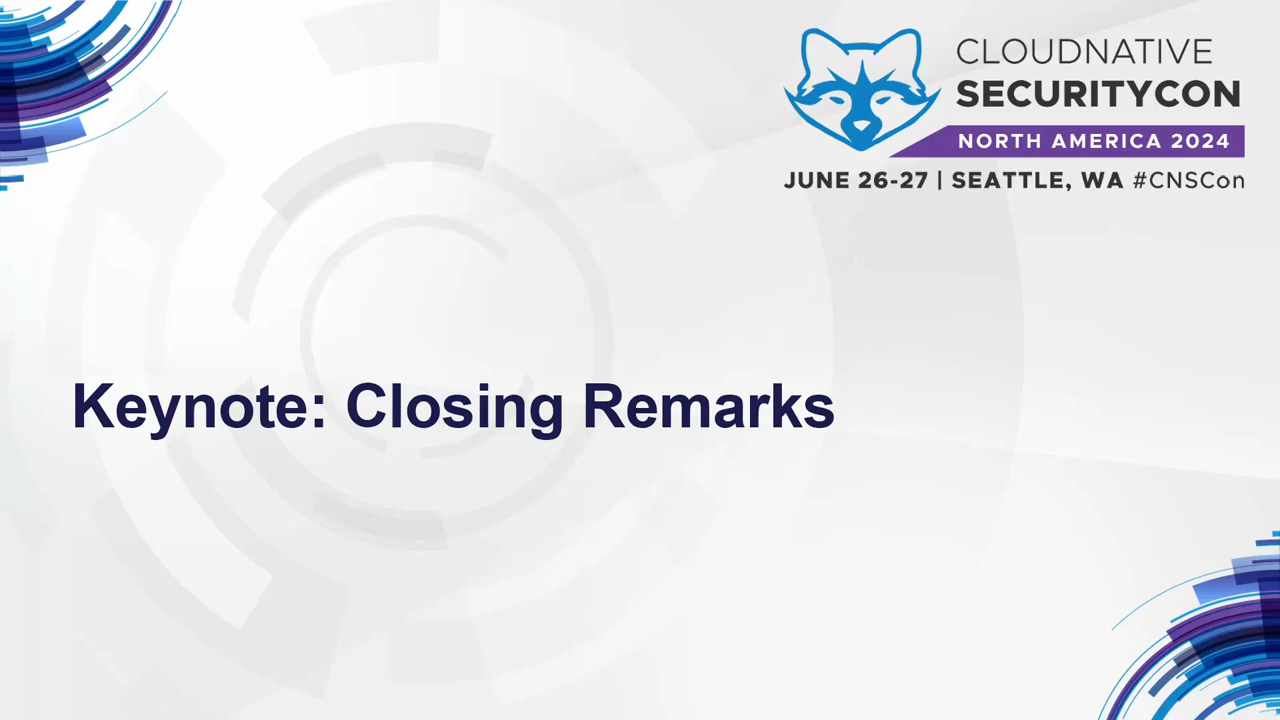 CLOUDNATIVE
SECURITYCON
NORTH AMERICA 2024
JUNE 26-27 | SEATTLE, WA #CNSCon
Keynote: Closing Remarks